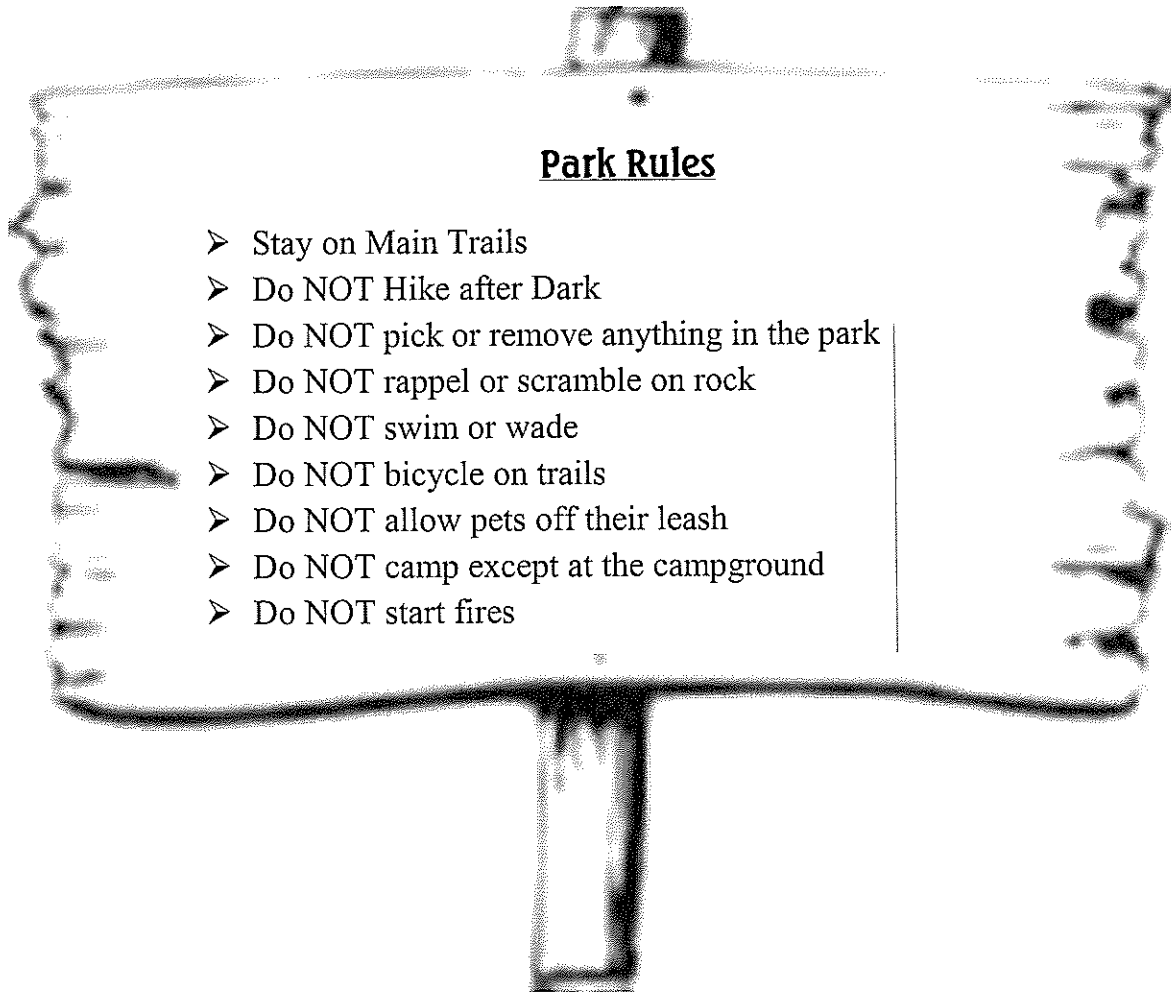 Park Rules
➢ Stay on Main Trails
➢ Do NOT Hike after Dark
➢ Do NOT pick or remove anything in the park
➢ Do NOT rappel or scramble on rock
➢ Do NOT swim or wade
➢ Do NOT bicycle on trails
➢ Do NOT allow pets off their leash
➢ Do NOT camp except at the campground
➢ Do NOT start fires